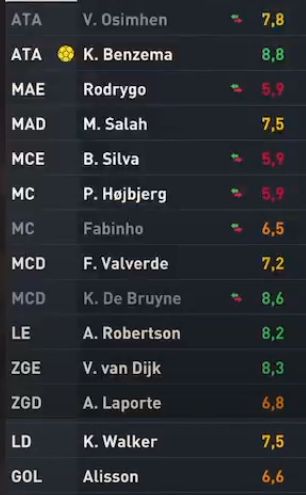 ATA V. Osimhen 7,8
ATA K. Benzema 8,8
MAE Rodrygo 5,9
MAD M. Salah 7,5
MCE B. Silva 5,9
MC P. Højbjerg 5,9
MC Fabinho 6,5
MCD F. Valverde 7,2
MCD K. De Bruyne 8,6
LE A. Robertson 8,2
ZGE V. van Dijk 8,3
ZGD A. Laporte 6,8
LD K. Walker 7,5
GOL Alisson 6,6